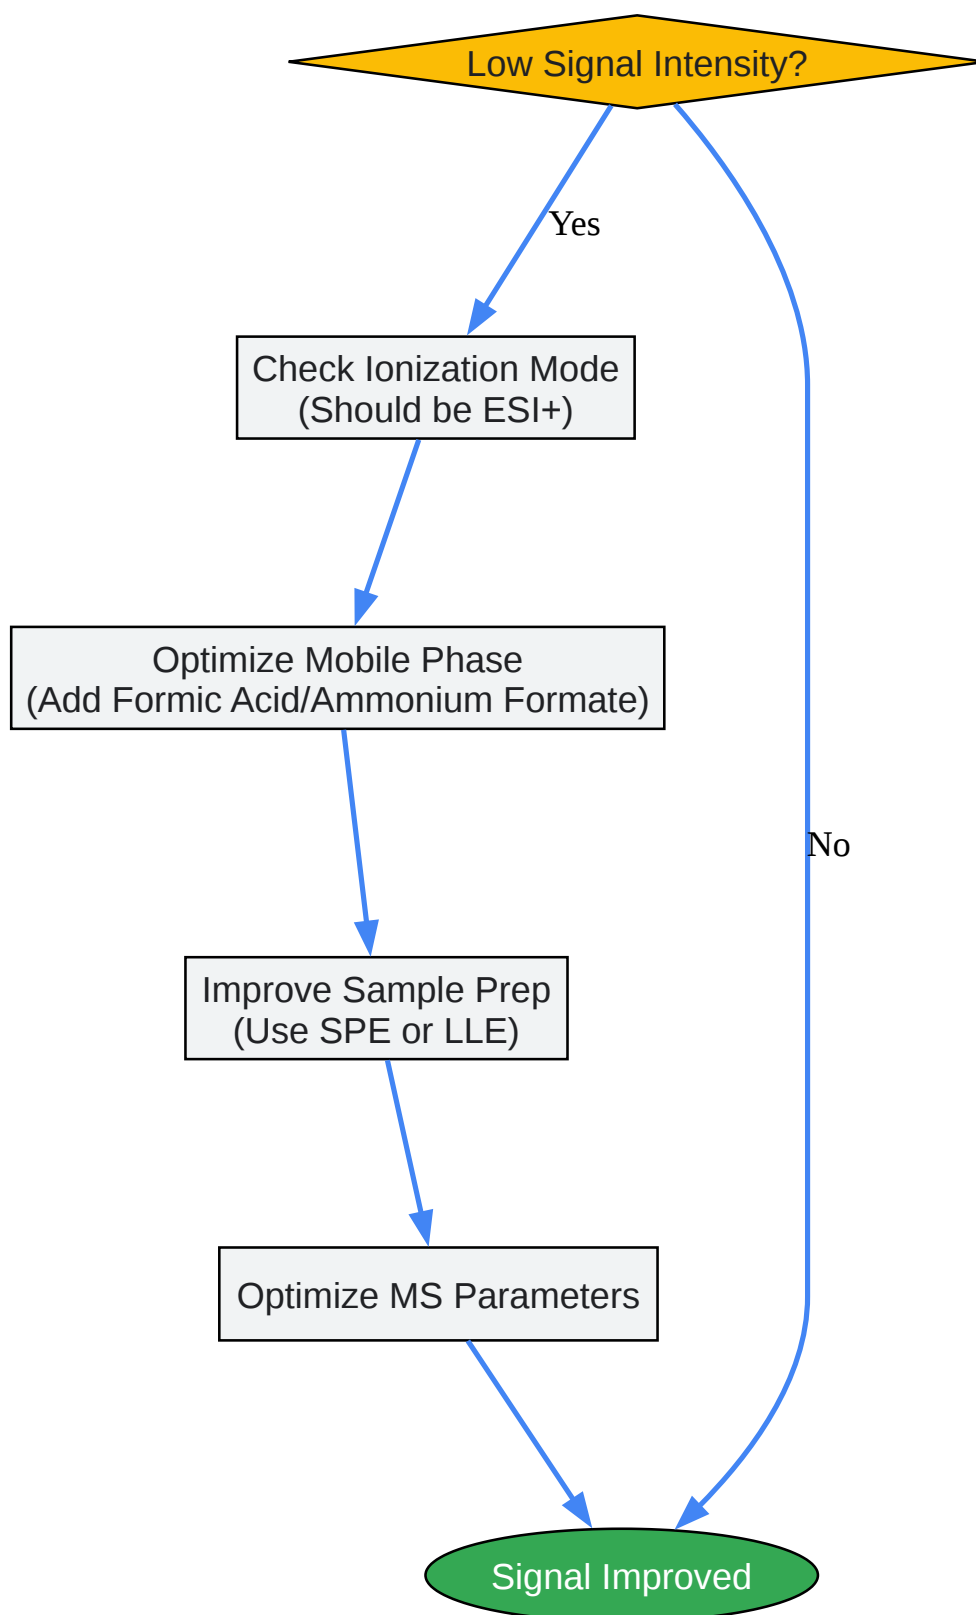 Low Signal Intensity?
Yes
Check Ionization Mode
(Should be ESI+)
Optimize Mobile Phase
(Add Formic Acid/Ammonium Formate)
No
Improve Sample Prep
(Use SPE or LLE)
Optimize MS Parameters
Signal Improved